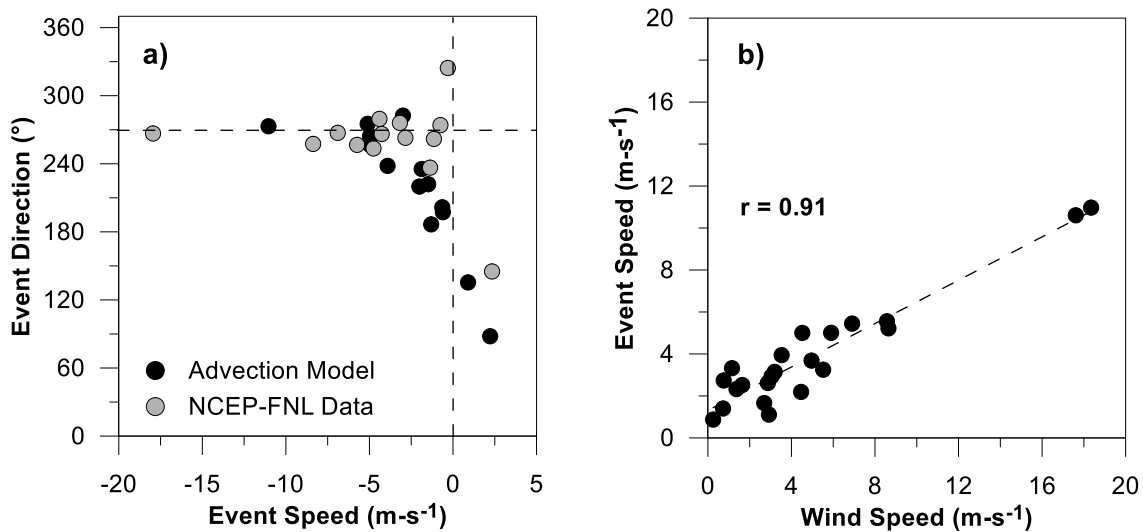 a)
360
300
240
180
120
60
0
Event Direction (°)
Advection Model
NCEP-FNL Data
-20 -15 -10 -5 0 5
Event Speed (m-s⁻¹)
b)
20
16
12
8
4
0
Event Speed (m-s⁻¹)
r = 0.91
0 4 8 12 16 20
Wind Speed (m-s⁻¹)